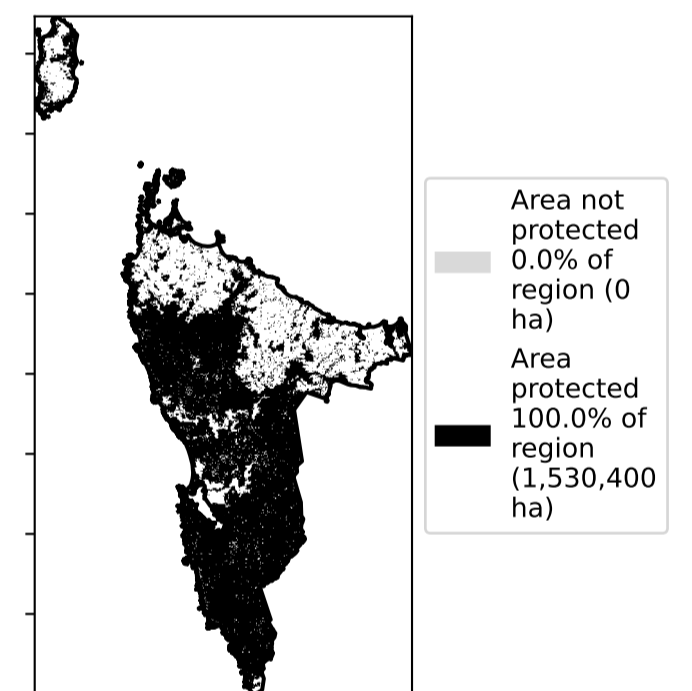 Area not
protected
0.0% of
region (0
ha)
Area
protected
100.0% of
region
(1,530,400
ha)